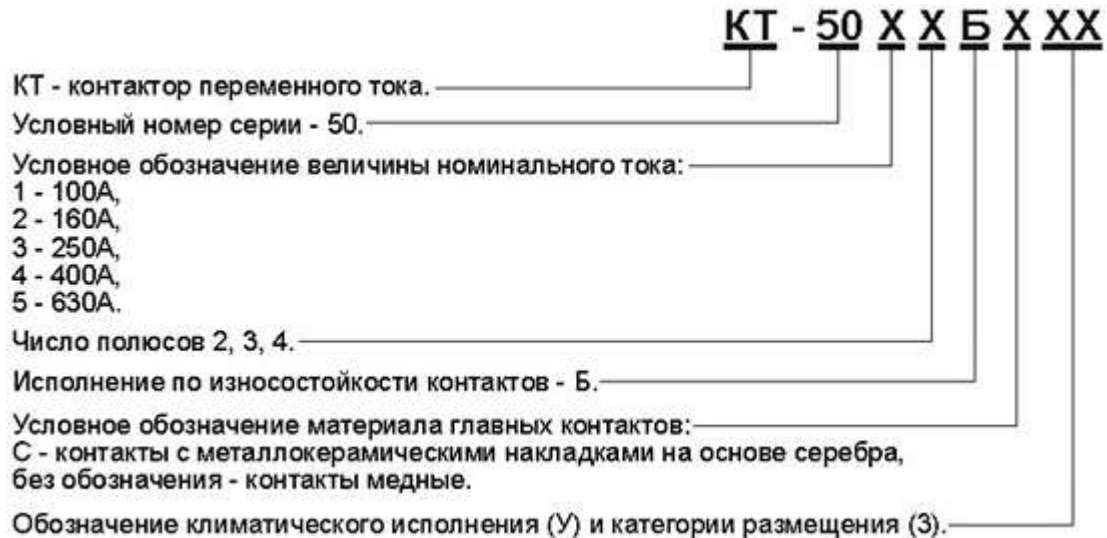 КТ - 50 Х Х Б Х ХХ
КТ - контактор переменного тока.
Условный номер серии - 50.
Условное обозначение величины номинального тока:
1 - 100А,
2 - 160А,
3 - 250А,
4 - 400А,
5 - 630А.
Число полюсов 2, 3, 4.
Исполнение по износостойкости контактов - Б.
Условное обозначение материала главных контактов:
С - контакты с металлокерамическими накладками на основе серебра,
без обозначения - контакты медные.
Обозначение климатического исполнения (У) и категории размещения (3).